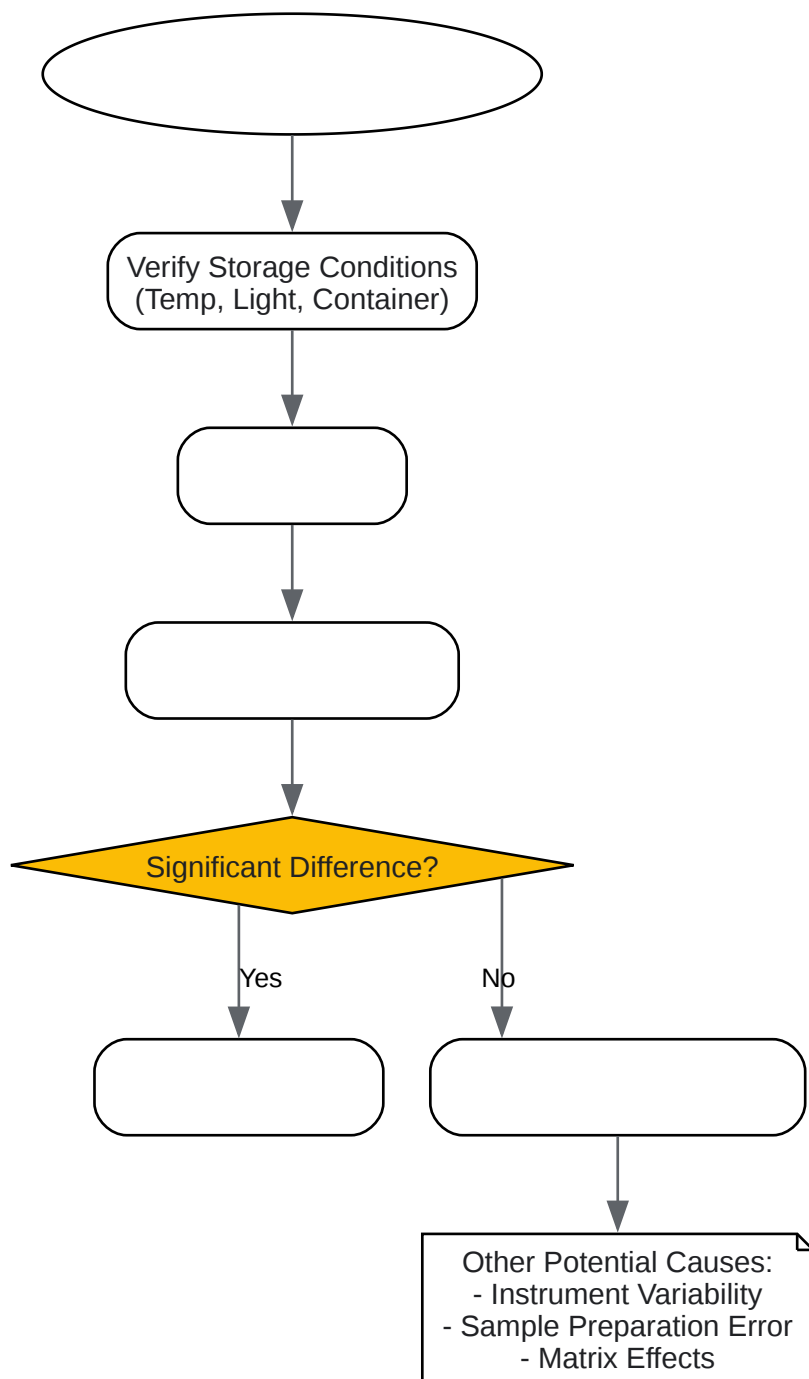 Verify Storage Conditions
(Temp, Light, Container)
Significant Difference?
Yes
No
Other Potential Causes:
- Instrument Variability
- Sample Preparation Error
- Matrix Effects